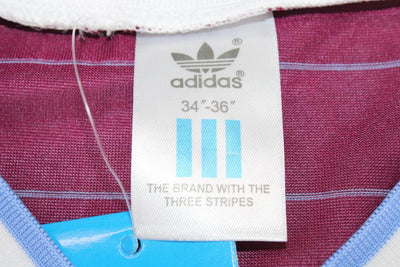 adidas
34"-36"
THE BRAND WITH THE
THREE STRIPES